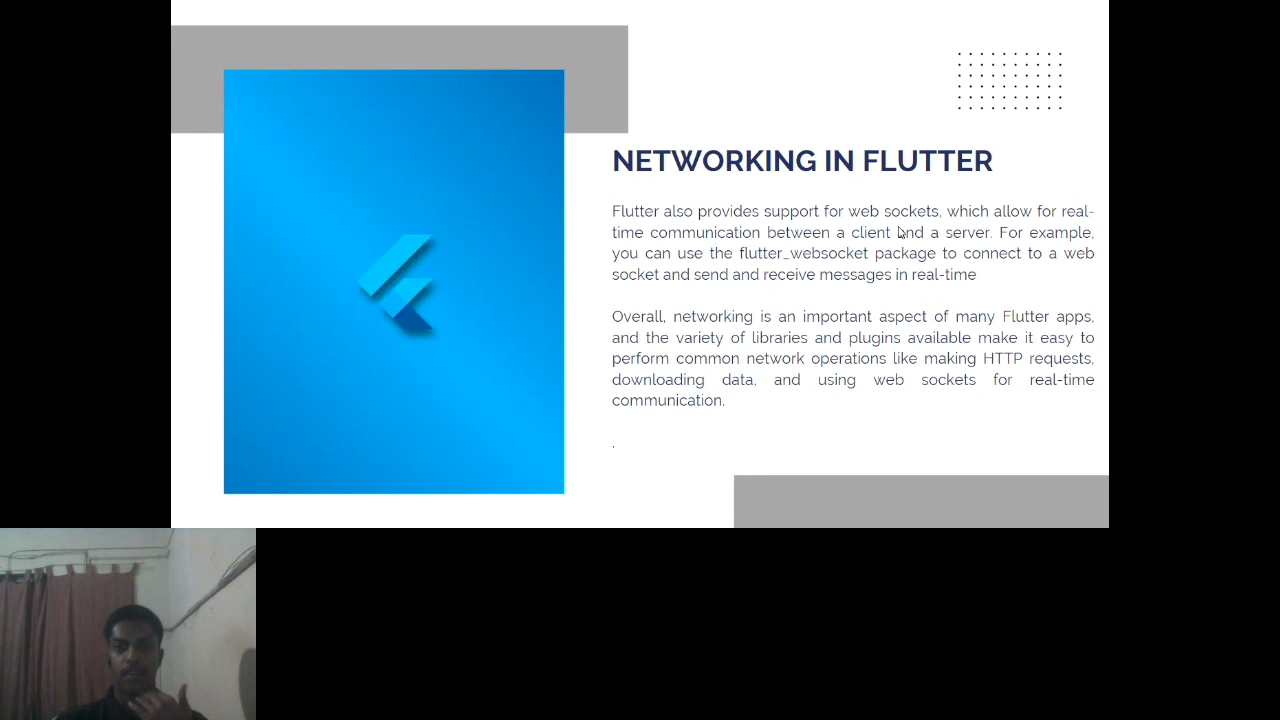 NETWORKING IN FLUTTER
Flutter also provides support for web sockets, which allow for real-
time communication between a client and a server. For example,
you can use the flutter_websocket package to connect to a web
socket and send and receive messages in real-time
Overall, networking is an important aspect of many Flutter apps,
and the variety of libraries and plugins available make it easy to
perform common network operations like making HTTP requests,
downloading data, and using web sockets for real-time
communication.
.